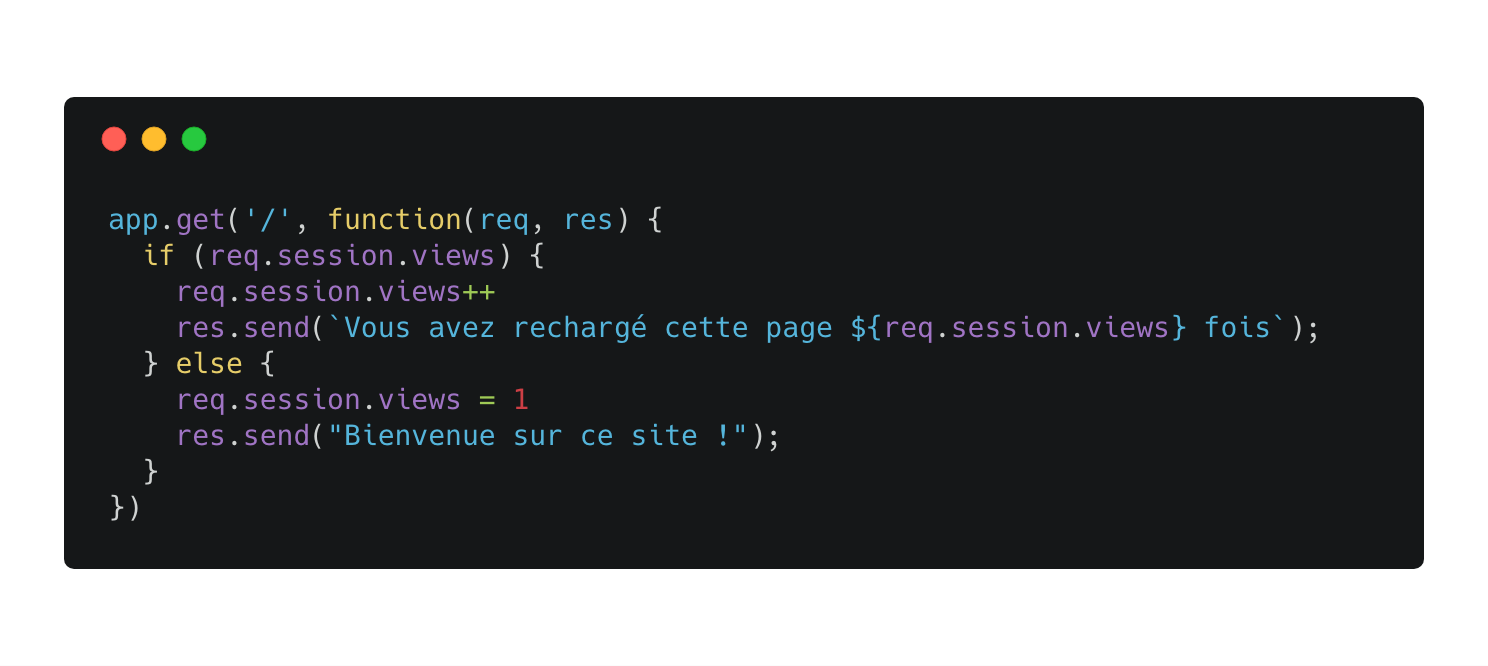 app.get('/', function(req, res) {
  if (req.session.views) {
    req.session.views++
    res.send(`Vous avez rechargé cette page ${req.session.views} fois`);
  } else {
    req.session.views = 1
    res.send("Bienvenue sur ce site !");
  }
})